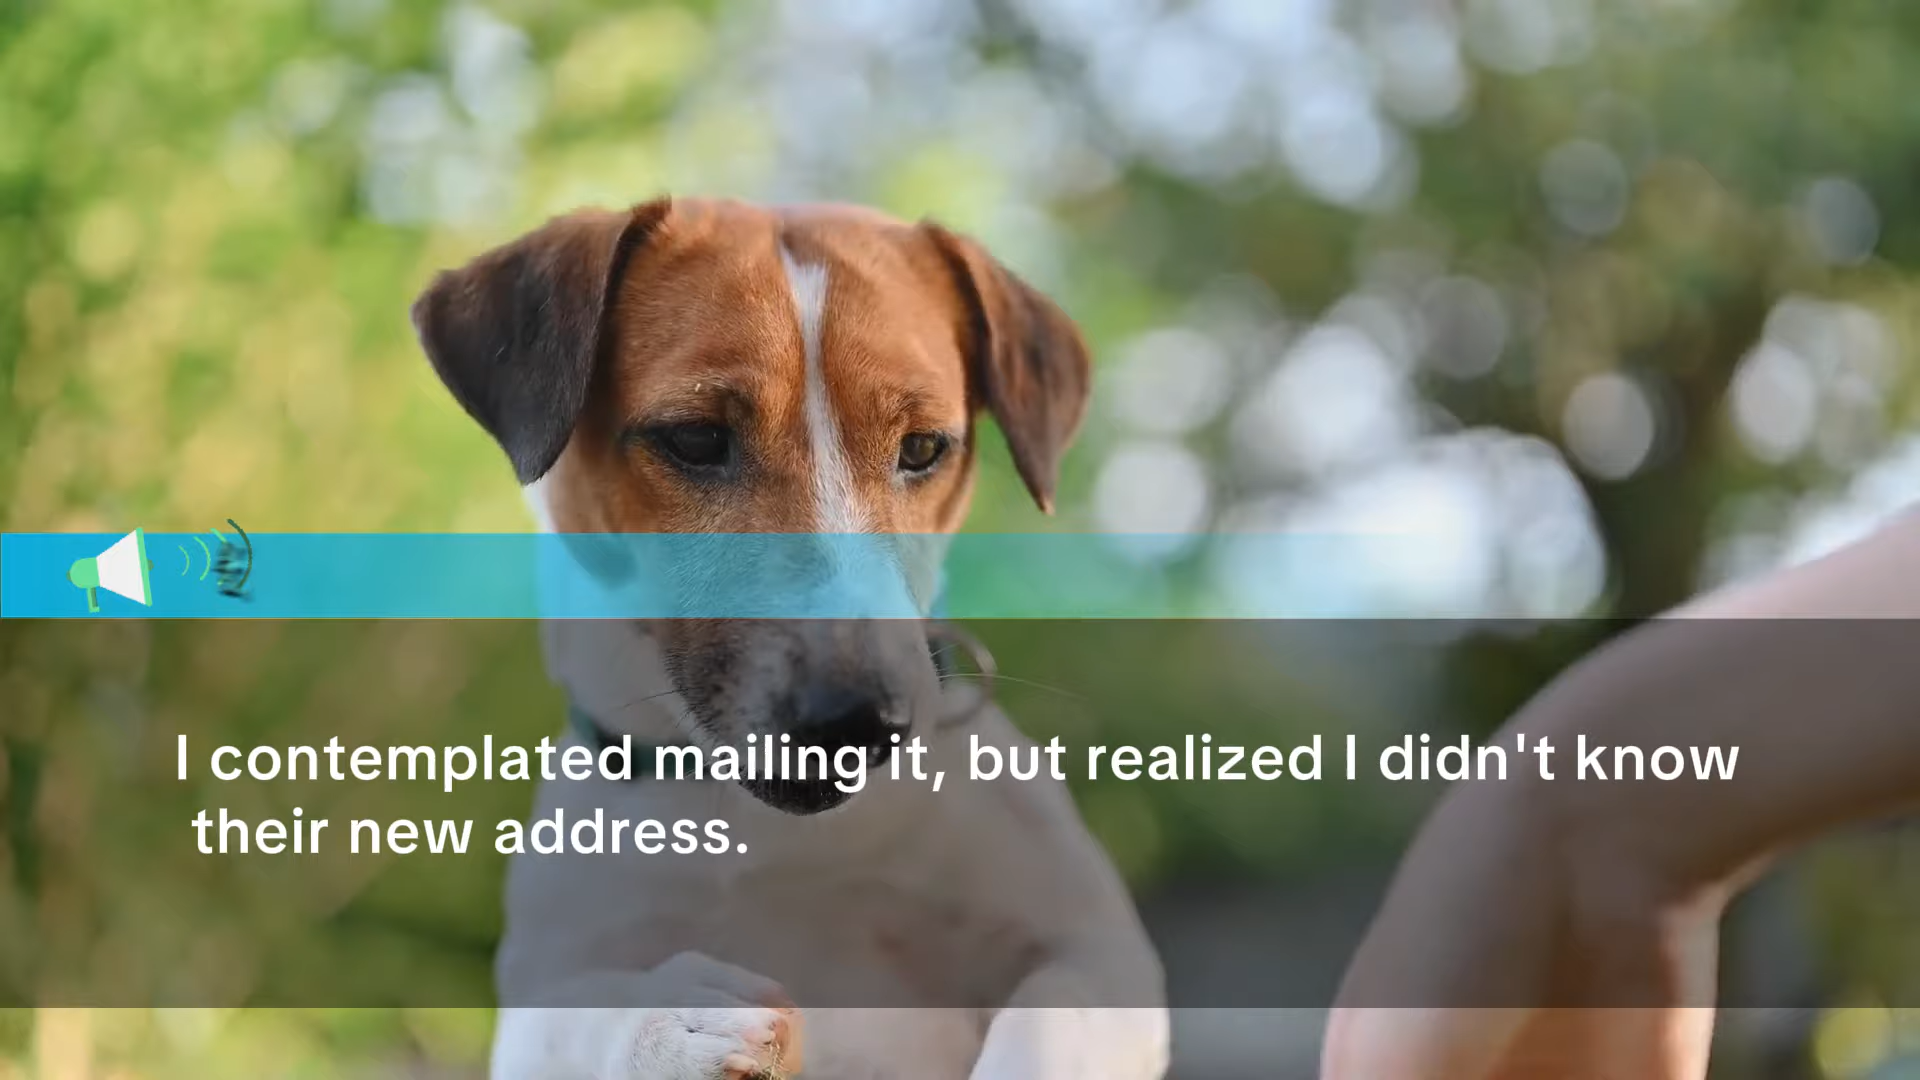 I contemplated mailing it, but realized I didn't know
their new address.